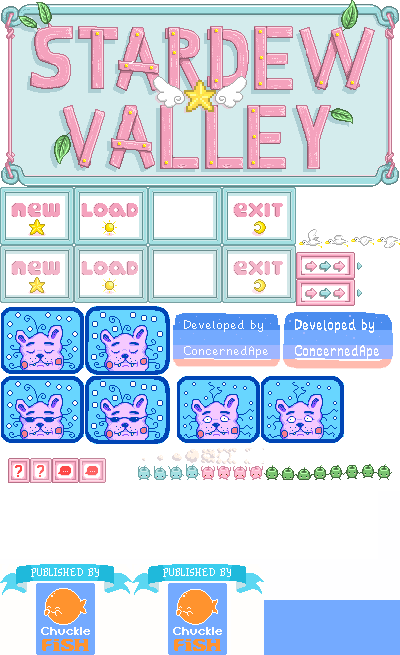 STARDEW
VALLEY
new LOAD EXIT
new LOAD EXIT
Developed by
ConcernedApe
Developed by
ConcernedApe
? ?
PUBLISHED BY
Chuckle
FISH
PUBLISHED BY
Chuckle
FISH